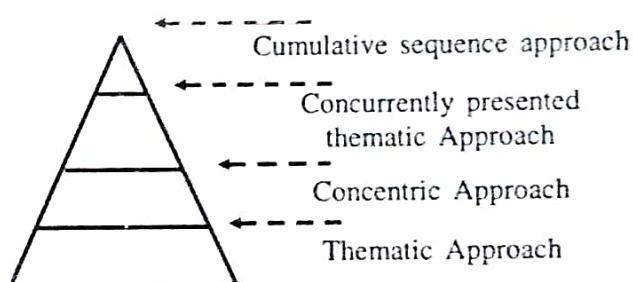 Cumulative sequence approach
Concurrently presented
thematic Approach
Concentric Approach
Thematic Approach